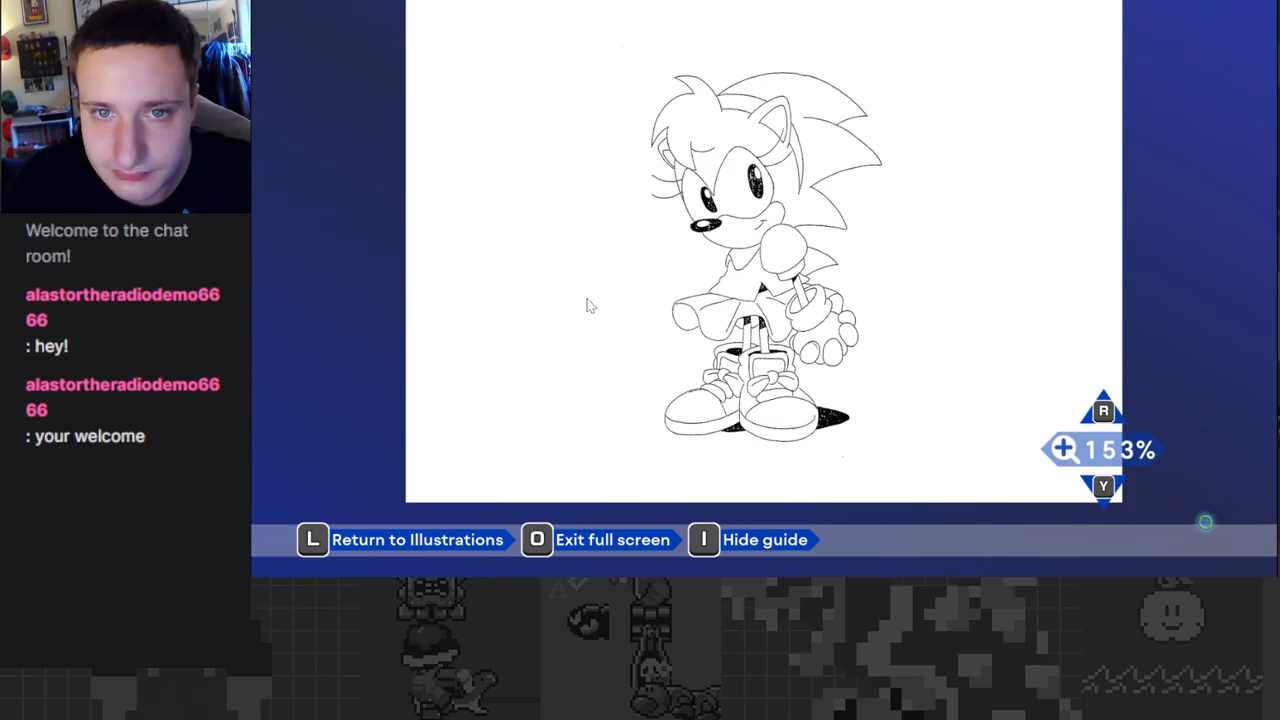 Welcome to the chat
room!
alastortheradiodemo66
66
: hey!
alastortheradiodemo66
66
: your welcome
R
153%
Y
L Return to Illustrations O Exit full screen I Hide guide